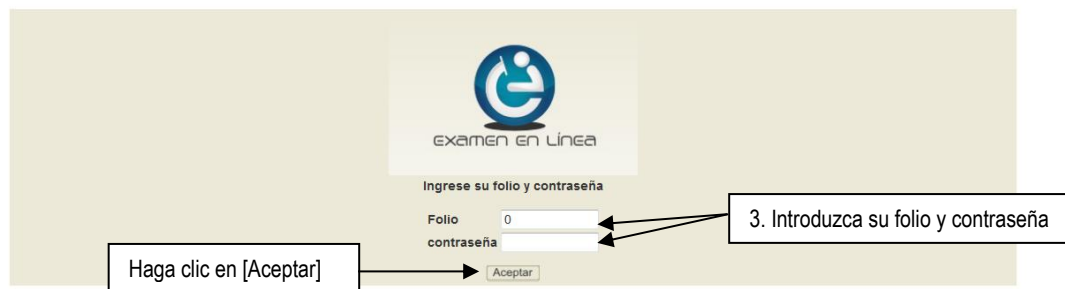 Examen en Línea
Ingrese su folio y contraseña
Folio 0
3. Introduzca su folio y contraseña
contraseña
Haga clic en [Aceptar]
Aceptar